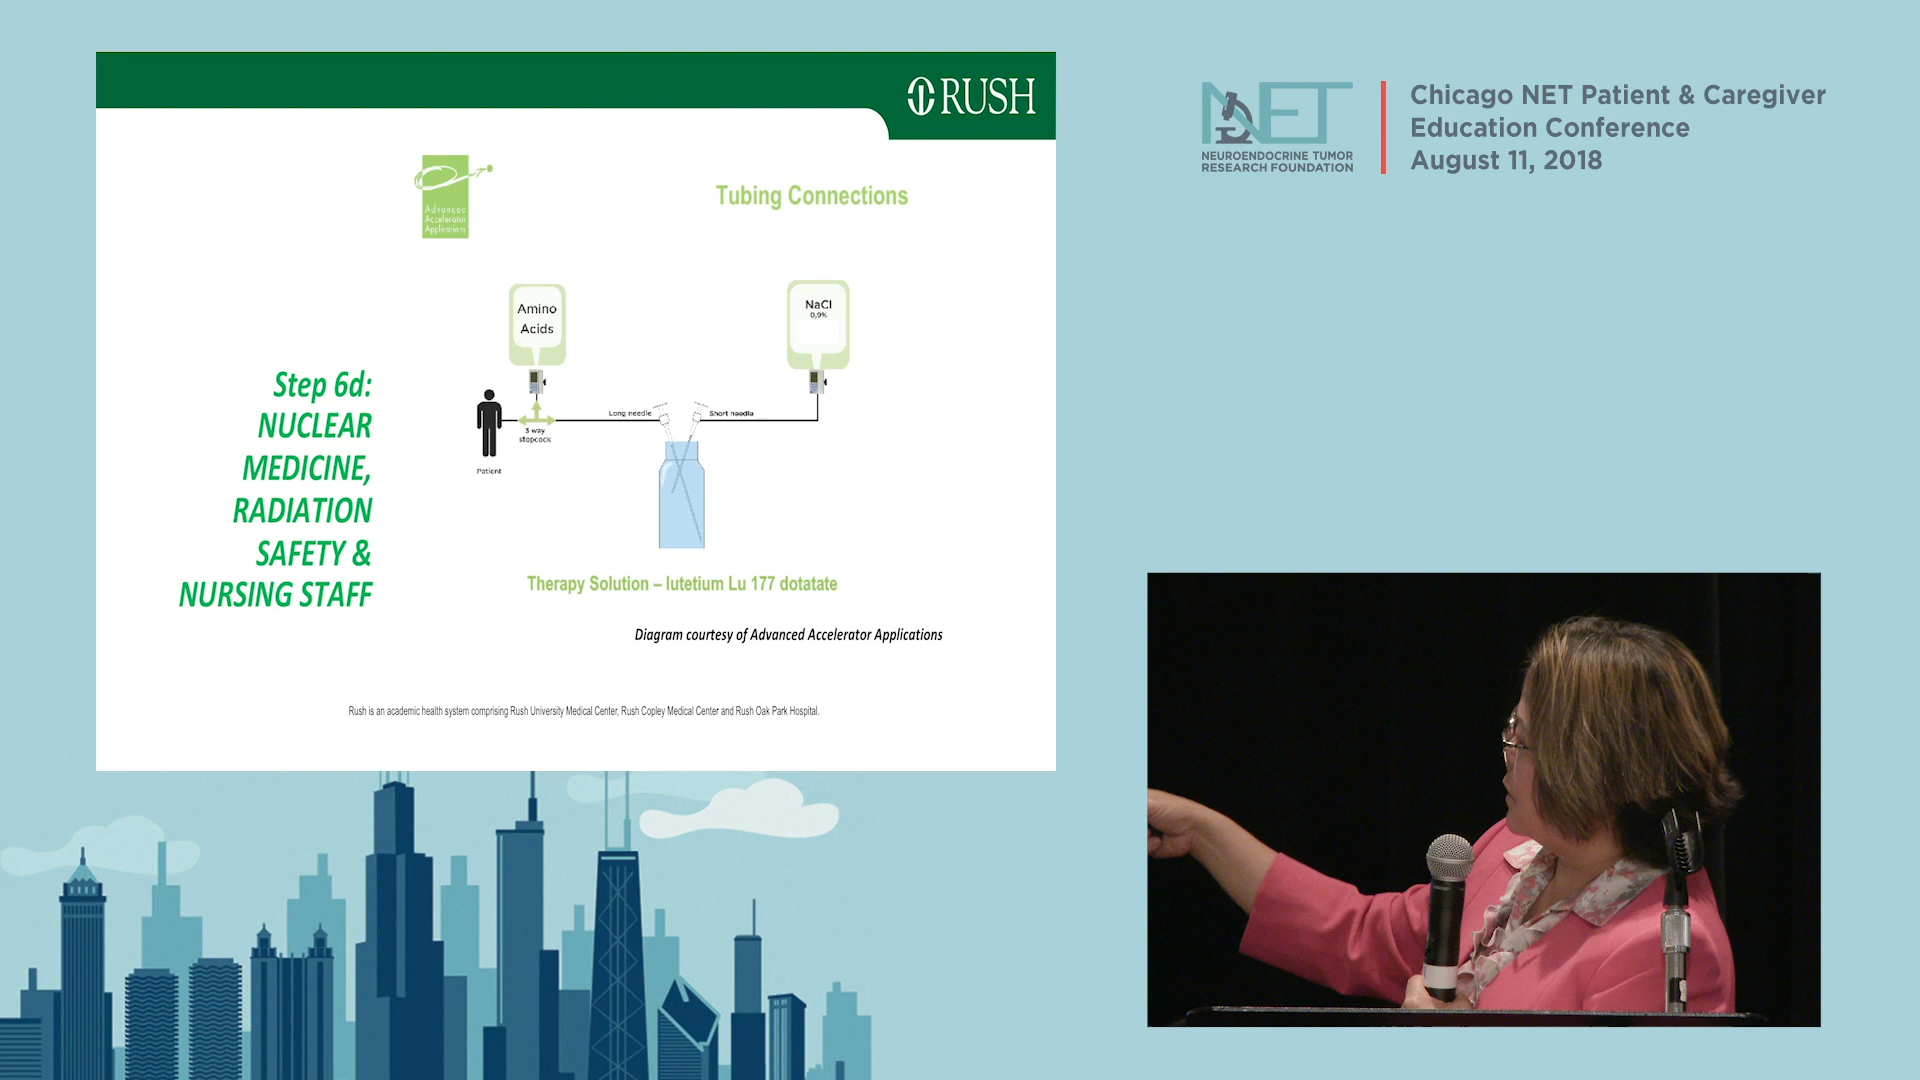 RUSH
NET
NEUROENDOCRINE TUMOR
RESEARCH FOUNDATION
Chicago NET Patient & Caregiver
Education Conference
August 11, 2018
Advanced
Accelerator
Applications
Tubing Connections
Amino
Acids
NaCl
0,9%
Step 6d:
NUCLEAR
MEDICINE,
RADIATION
SAFETY &
NURSING STAFF
Long needle
Short needle
3 way
stopcock
Patient
Therapy Solution – lutetium Lu 177 dotatate
Diagram courtesy of Advanced Accelerator Applications
Rush is an academic health system comprising Rush University Medical Center, Rush Copley Medical Center and Rush Oak Park Hospital.